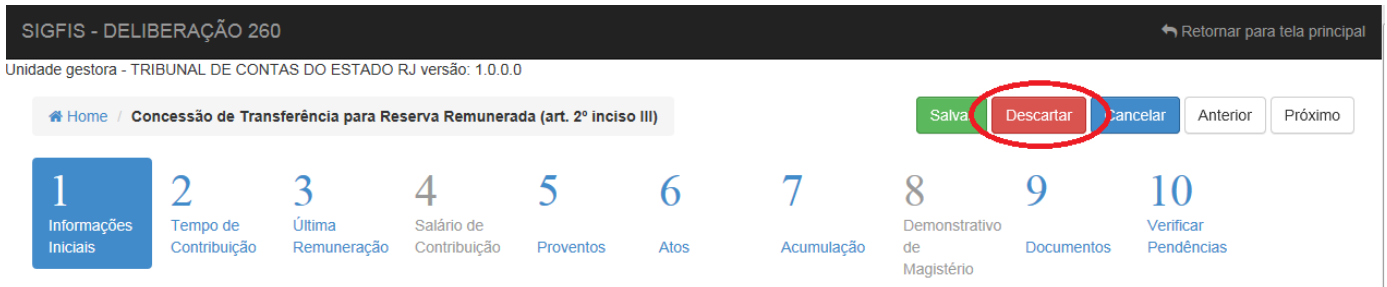 SIGFIS - DELIBERAÇÃO 260
Retornar para tela principal
Unidade gestora - TRIBUNAL DE CONTAS DO ESTADO RJ versão: 1.0.0.0
Home / Concessão de Transferência para Reserva Remunerada (art. 2º inciso III)
Salvar Descartar Cancelar Anterior Próximo
1 2 3 4 5 6 7 8 9 10
Informações Iniciais
Tempo de Contribuição
Última Remuneração
Salário de Contribuição
Proventos
Atos
Acumulação
Demonstrativo de Magistério
Documentos
Verificar Pendências